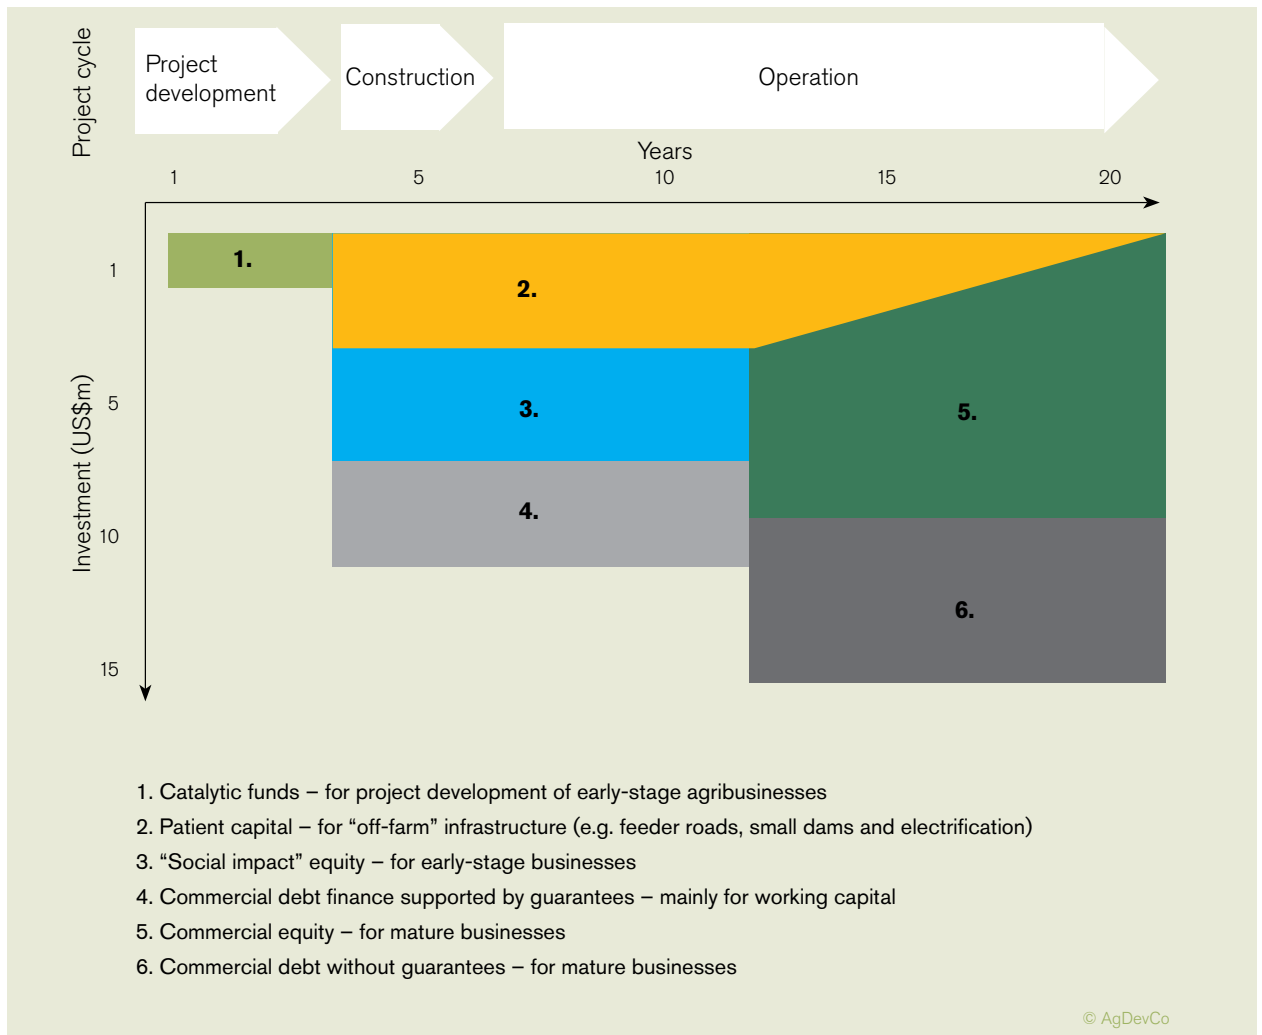 Project cycle
Project
development
Construction
Operation
Years
1
5
10
15
20
Investment (US$m)
1
5
10
15
1.
2.
3.
4.
5.
6.
1. Catalytic funds – for project development of early-stage agribusinesses
2. Patient capital – for “off-farm” infrastructure (e.g. feeder roads, small dams and electrification)
3. “Social impact” equity – for early-stage businesses
4. Commercial debt finance supported by guarantees – mainly for working capital
5. Commercial equity – for mature businesses
6. Commercial debt without guarantees – for mature businesses
© AgDevCo